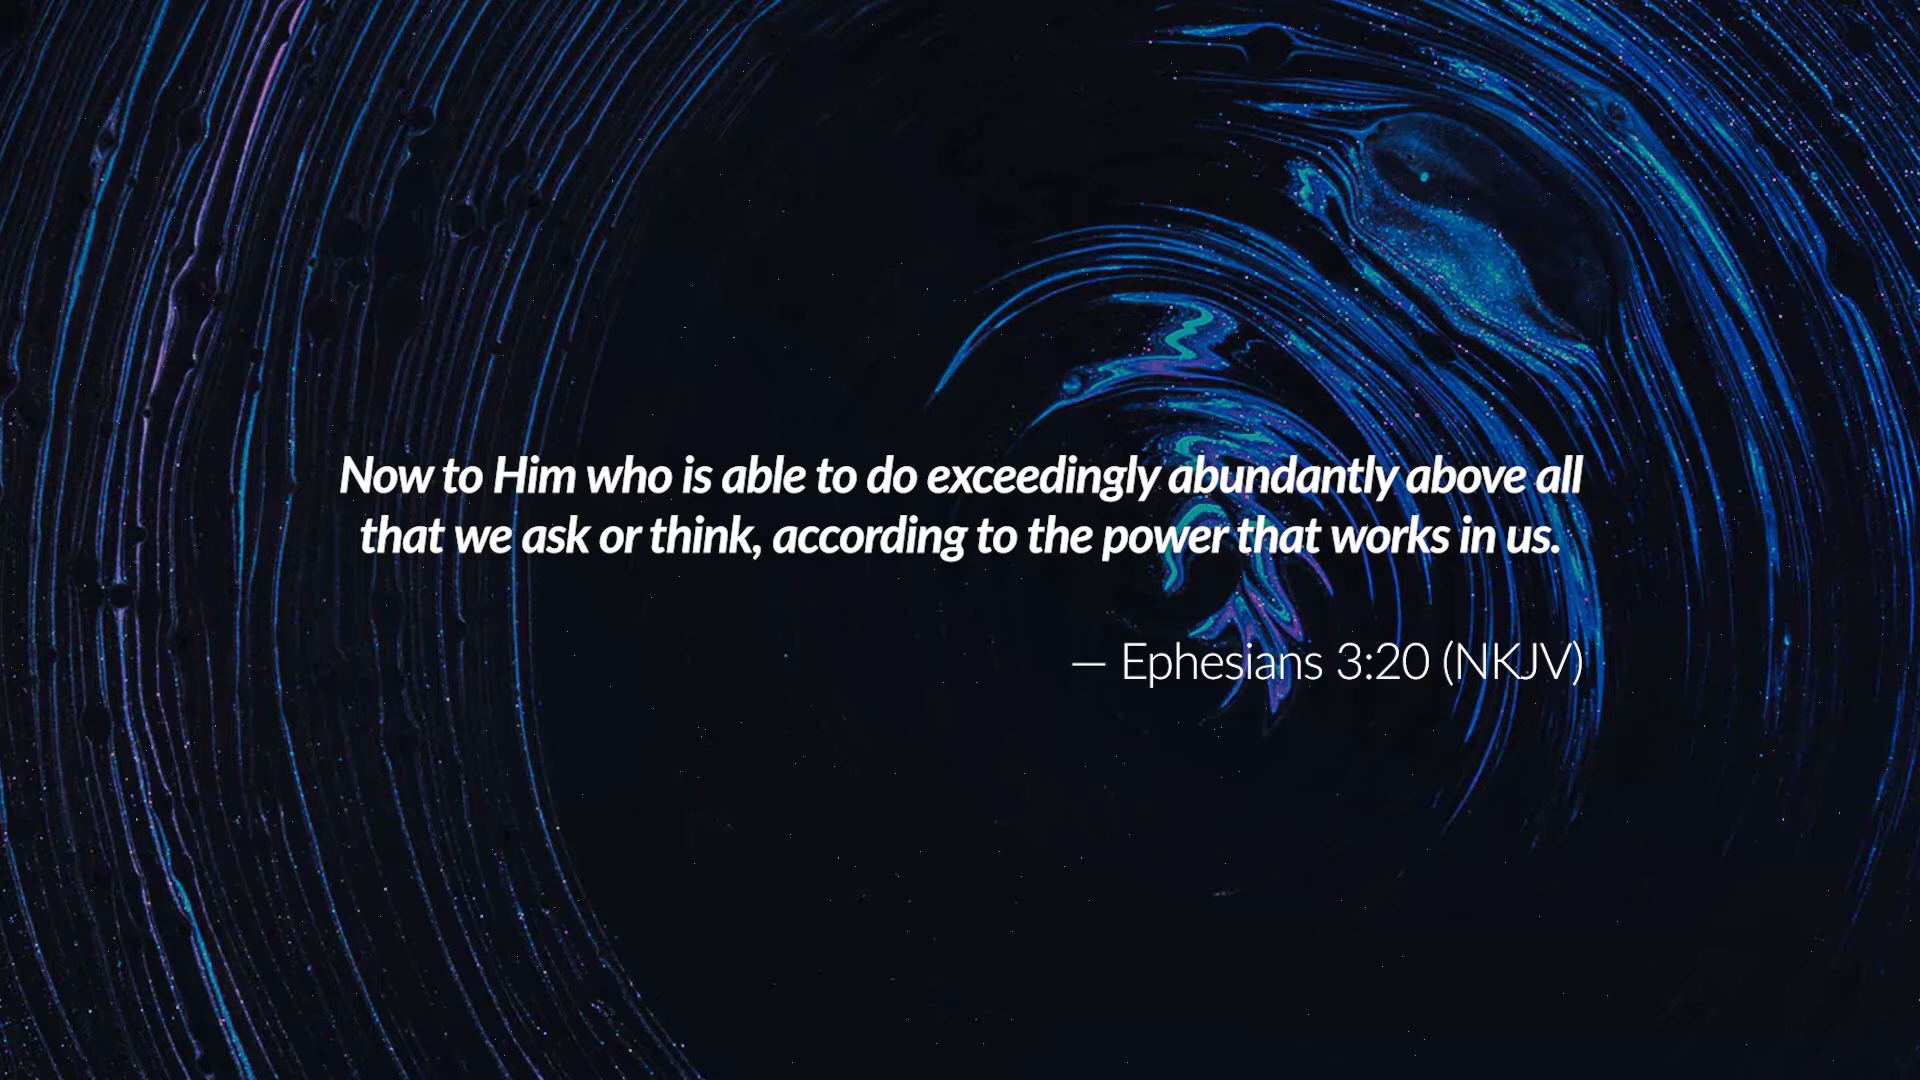 Now to Him who is able to do exceedingly abundantly above all
that we ask or think, according to the power that works in us.
— Ephesians 3:20 (NKJV)